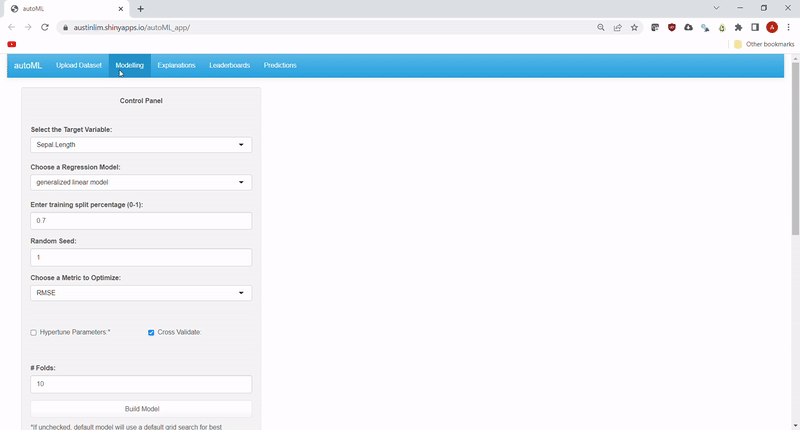 autoML
austinlim.shinyapps.io/autoML_app/
A
Other bookmarks
autoML Upload Dataset Modelling Explanations Leaderboards Predictions
Control Panel
Select the Target Variable:
Sepal Length
Choose a Regression Model:
generalized linear model
Enter training split percentage (0-1):
0.7
Random Seed:
1
Choose a Metric to Optimize:
RMSE
Hypertune Parameters:* Cross Validate:
# Folds:
10
Build Model
*If unchecked, default model will use a default grid search for best